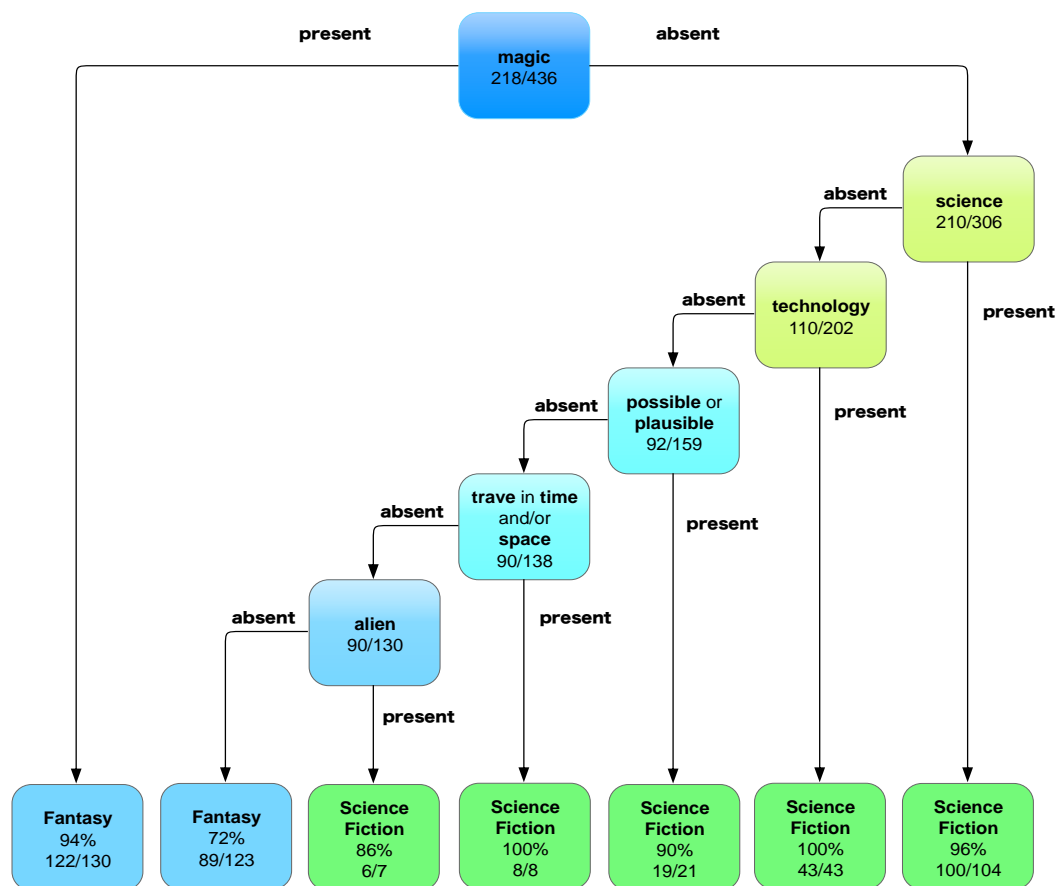 present
absent
magic
218/436
absent
science
210/306
absent
technology
110/202
present
absent
possible or
plausible
92/159
present
absent
trave in time
and/or
space
90/138
present
absent
alien
90/130
present
present
Fantasy
94%
122/130
Fantasy
72%
89/123
Science
Fiction
86%
6/7
Science
Fiction
100%
8/8
Science
Fiction
90%
19/21
Science
Fiction
100%
43/43
Science
Fiction
96%
100/104